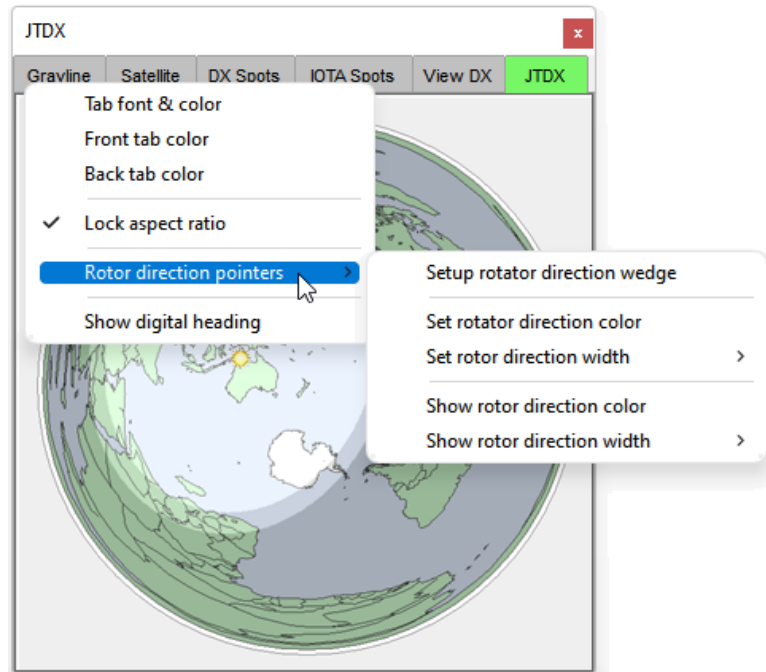 JTDX
x
Grayline Satellite DX Spots IOTA Spots View DX JTDX
Tab font & color
Front tab color
Back tab color
Lock aspect ratio
Rotor direction pointers
Show digital heading
Setup rotator direction wedge
Set rotator direction color
Set rotor direction width
Show rotor direction color
Show rotor direction width